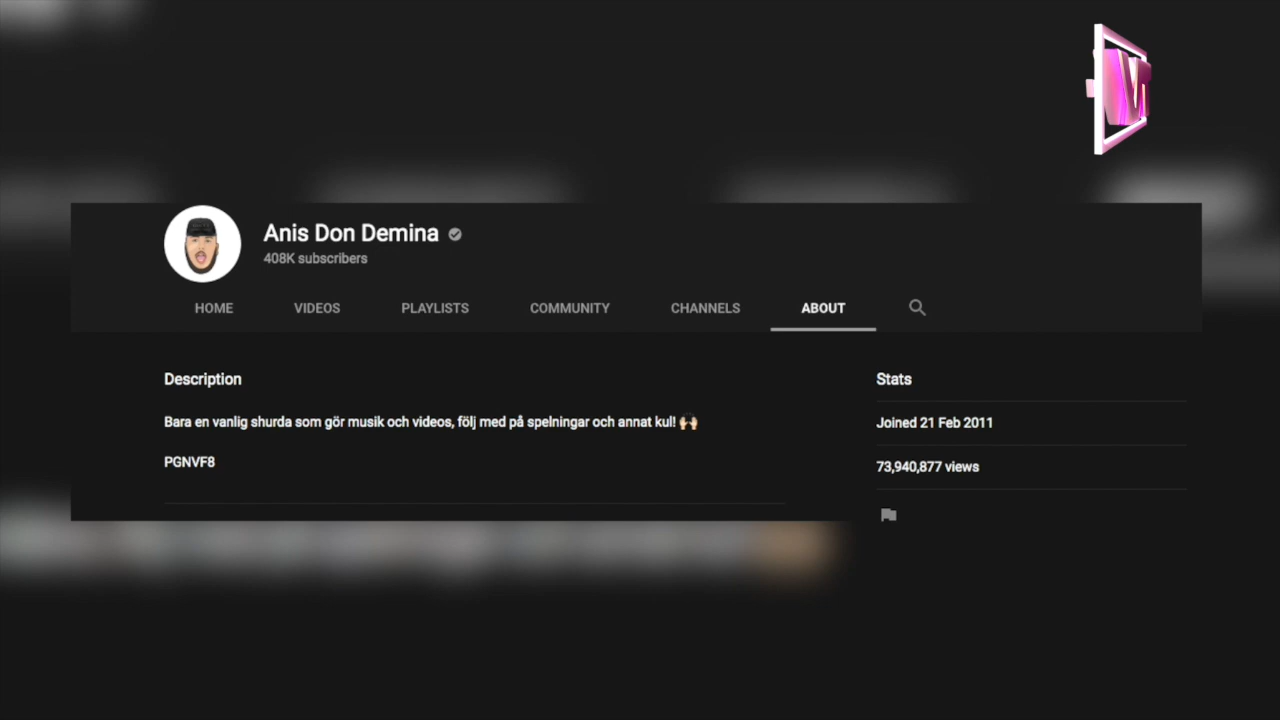 Anis Don Demina
408K subscribers
HOME VIDEOS PLAYLISTS COMMUNITY CHANNELS ABOUT
Description
Bara en vanlig shurda som gör musik och videos, följ med på spelningar och annat kul! 🙌🏻
PGNVF8
Stats
Joined 21 Feb 2011
73,940,877 views